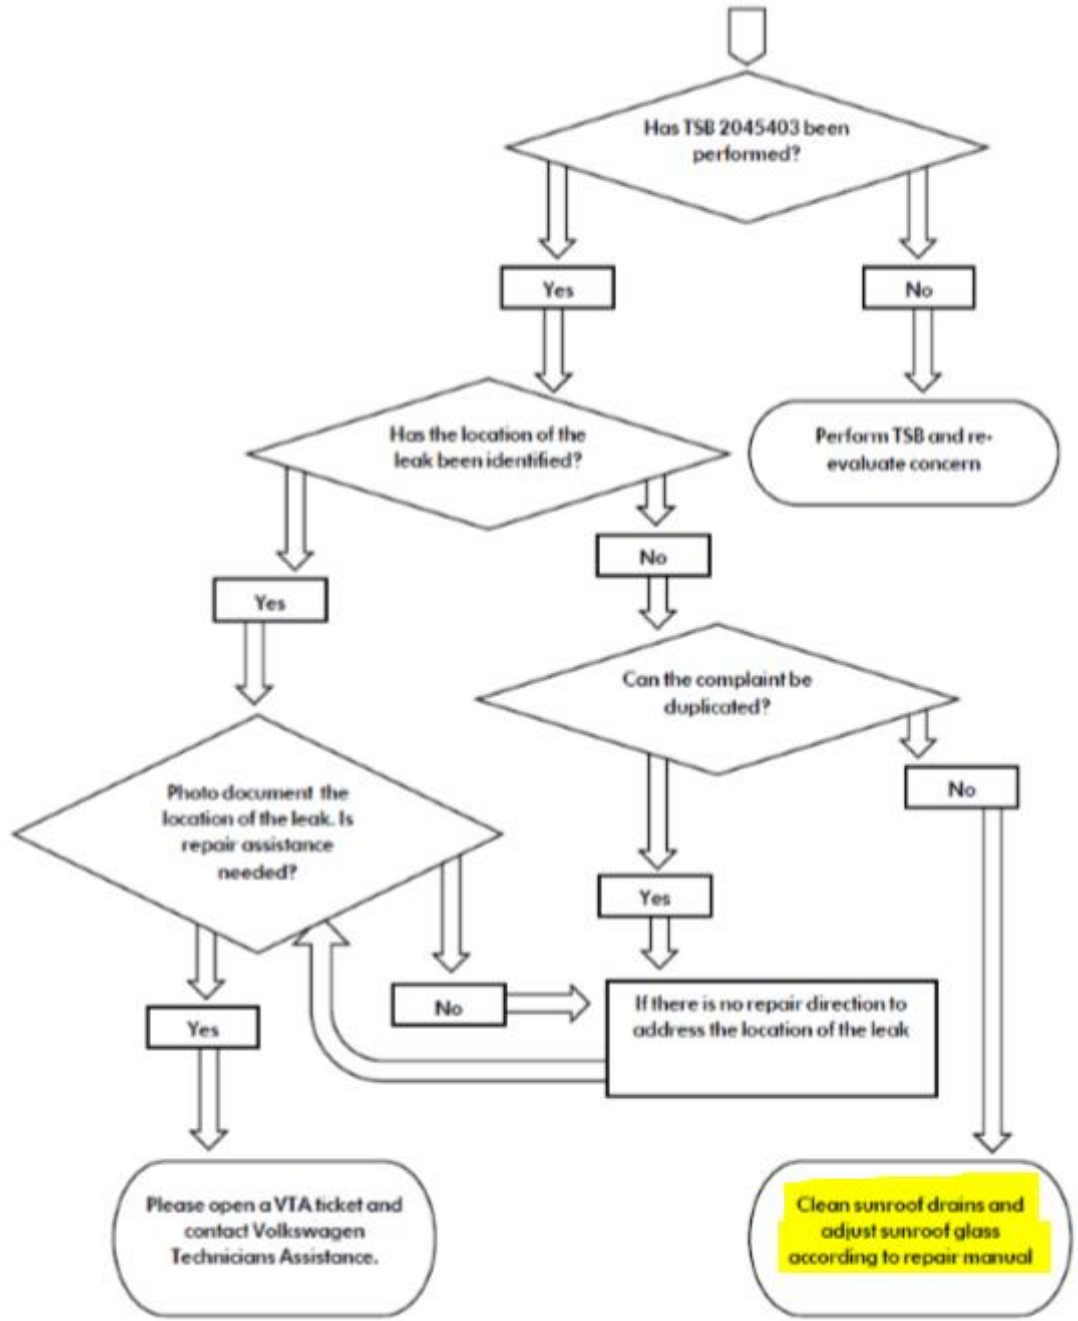 Has TSB 2045403 been
performed?
Yes
No
Has the location of the
leak been identified?
Perform TSB and re-
evaluate concern
Yes
No
Can the complaint be
duplicated?
Photo document the
location of the leak. Is
repair assistance
needed?
No
Yes
No
If there is no repair direction to
address the location of the leak
Yes
Please open a VTA ticket and
contact Volkswagen
Technicians Assistance.
Clean sunroof drains and
adjust sunroof glass
according to repair manual